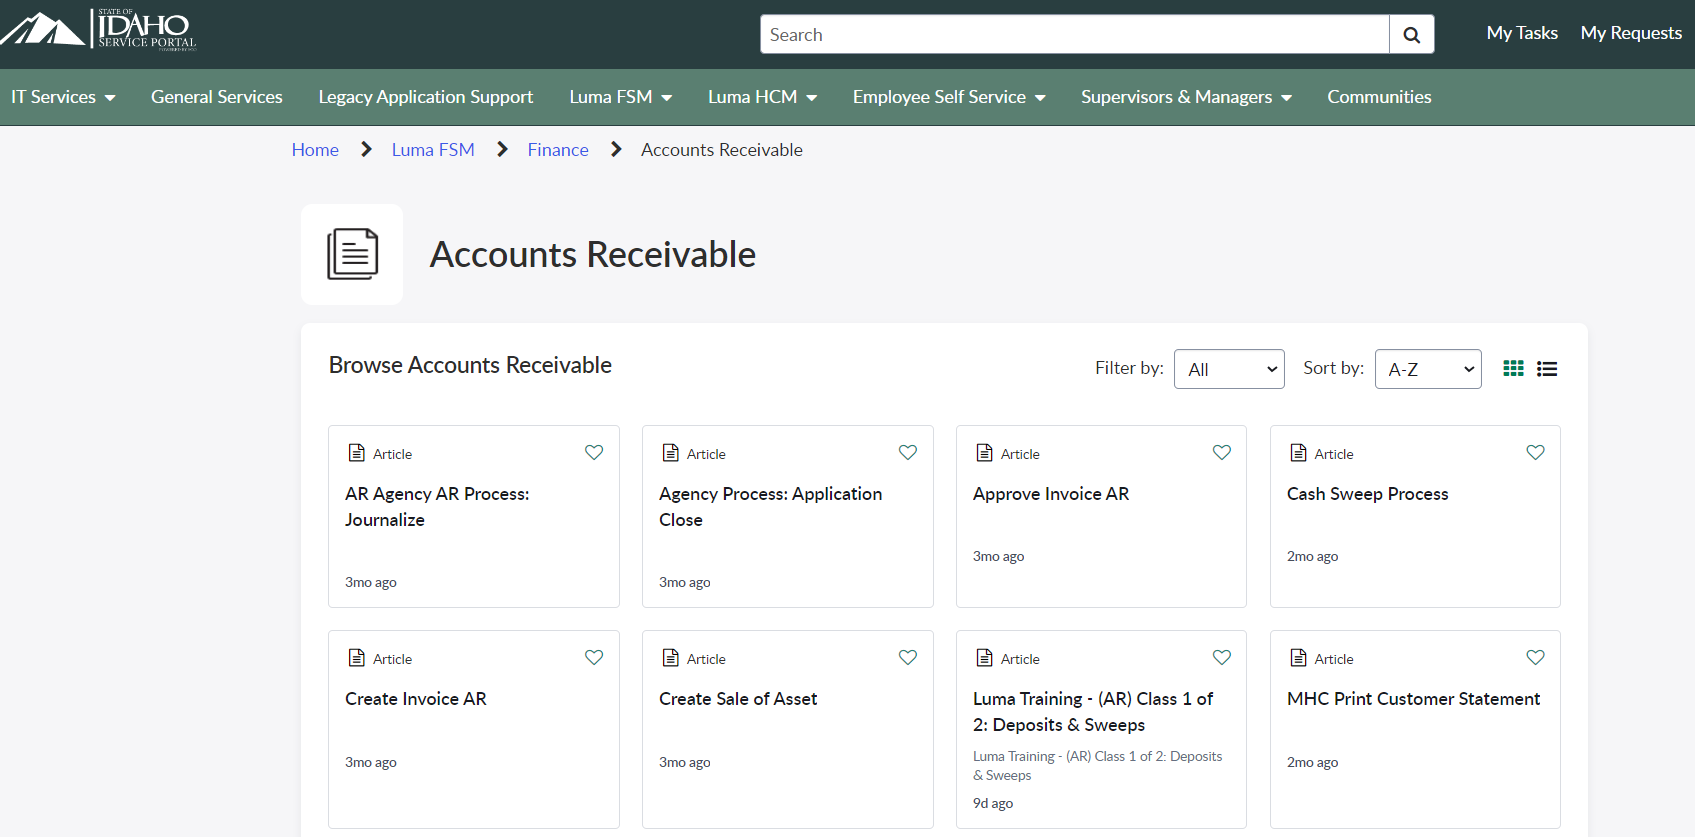 STATE OF
IDAHO
SERVICE PORTAL
Search
My Tasks
My Requests
IT Services
General Services
Legacy Application Support
Luma FSM
Luma HCM
Employee Self Service
Supervisors & Managers
Communities
Home
Luma FSM
Finance
Accounts Receivable
Accounts Receivable
Browse Accounts Receivable
Filter by:
All
Sort by:
A-Z
Article
AR Agency AR Process:
Journalize
3mo ago
Article
Agency Process: Application
Close
3mo ago
Article
Approve Invoice AR
3mo ago
Article
Cash Sweep Process
2mo ago
Article
Create Invoice AR
3mo ago
Article
Create Sale of Asset
3mo ago
Article
Luma Training - (AR) Class 1 of
2: Deposits & Sweeps
Luma Training - (AR) Class 1 of 2: Deposits
& Sweeps
9d ago
Article
MHC Print Customer Statement
2mo ago